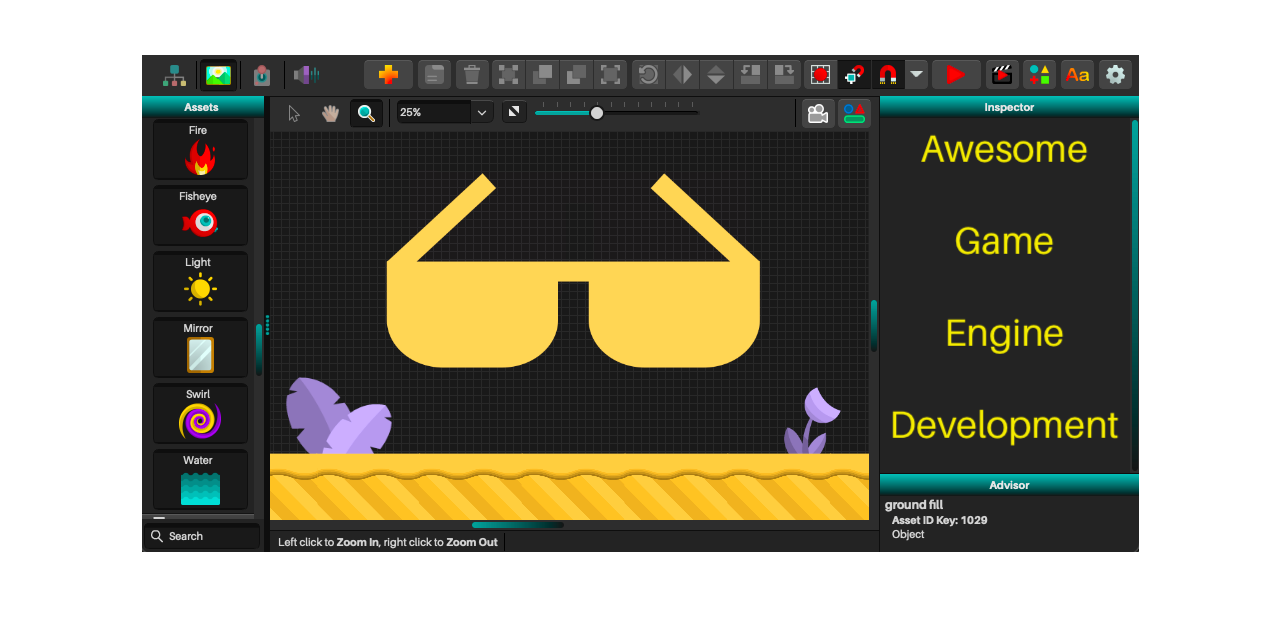 Aa
Assets
25%
Inspector
Fire
Fisheye
Light
Mirror
Swirl
Water
Search
Left click to Zoom In, right click to Zoom Out
Awesome
Game
Engine
Development
Advisor
ground fill
Asset ID Key: 1029
Object